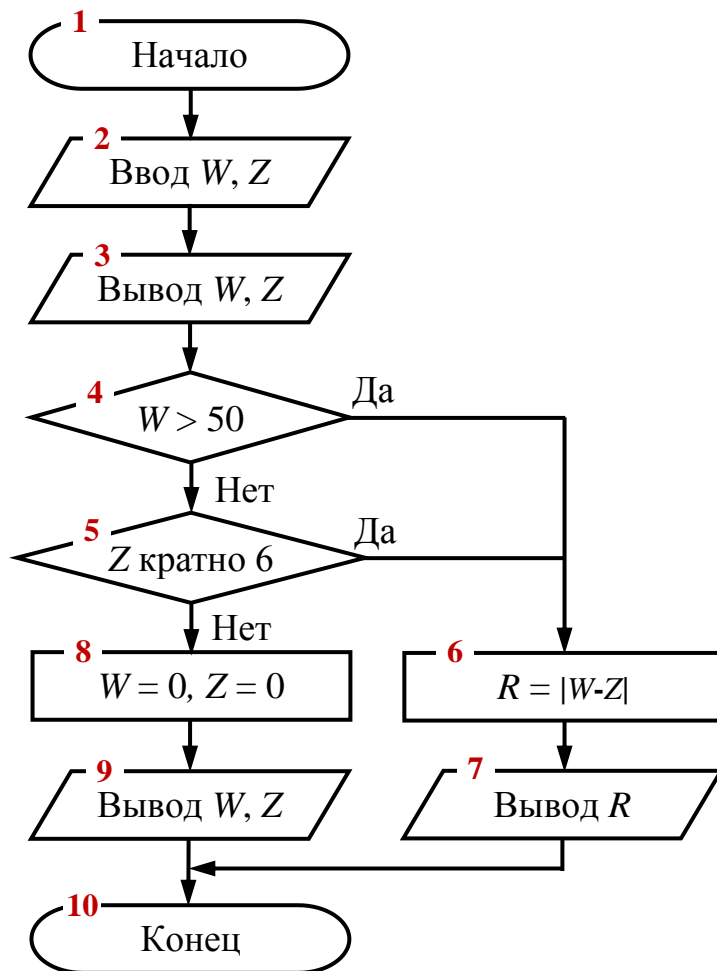 1
Начало
2
Ввод W, Z
3
Вывод W, Z
4
W > 50
Да
Нет
5
Z кратно 6
Да
Нет
8
W = 0, Z = 0
6
R = |W-Z|
9
Вывод W, Z
7
Вывод R
10
Конец